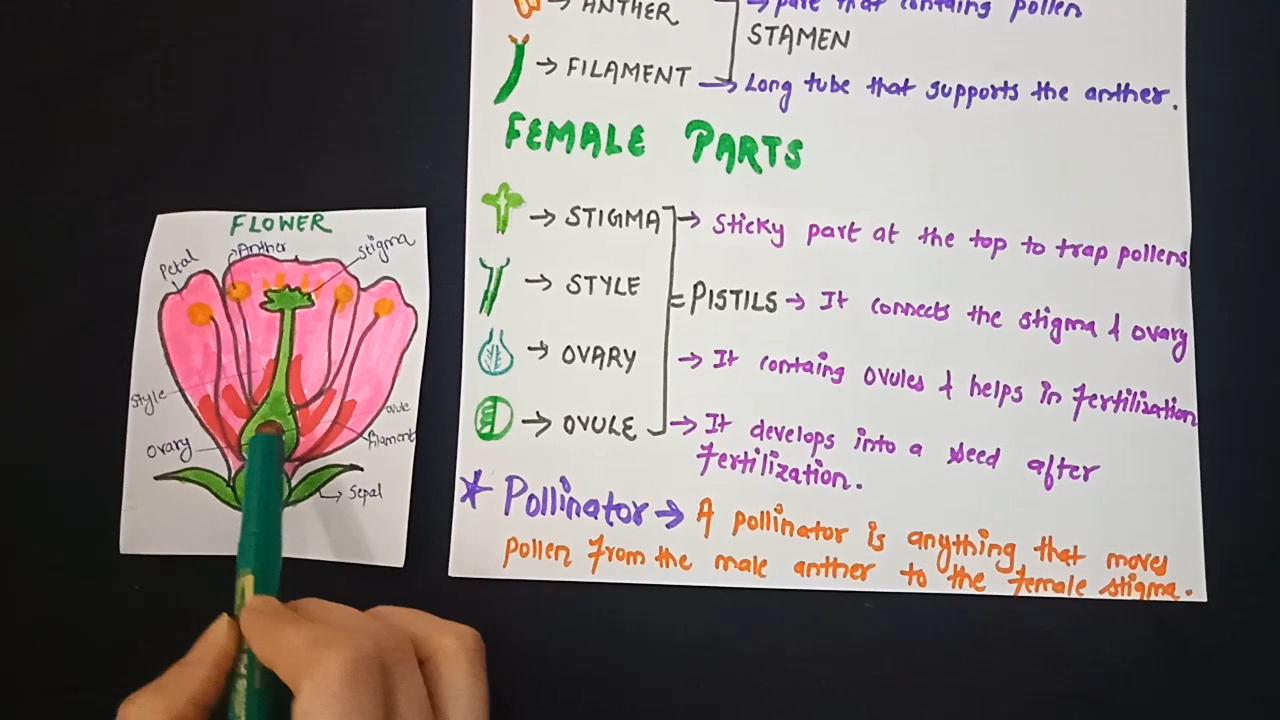 → ANTHER → part that contains pollen
STAMEN
→ FILAMENT → Long tube that supports the anther.
FEMALE PARTS
→ STIGMA → Sticky part at the top to trap pollens
→ STYLE = PISTILS → It connects the stigma & ovary
→ OVARY → It contains ovules & helps in fertilization
→ OVULE → It develops into a seed after
fertilization.
* Pollinator → A pollinator is anything that moves
pollen from the male anther to the female stigma.
FLOWER
Petal
Anther
Stigma
Style
ovule
Ovary
filament
→ Sepal